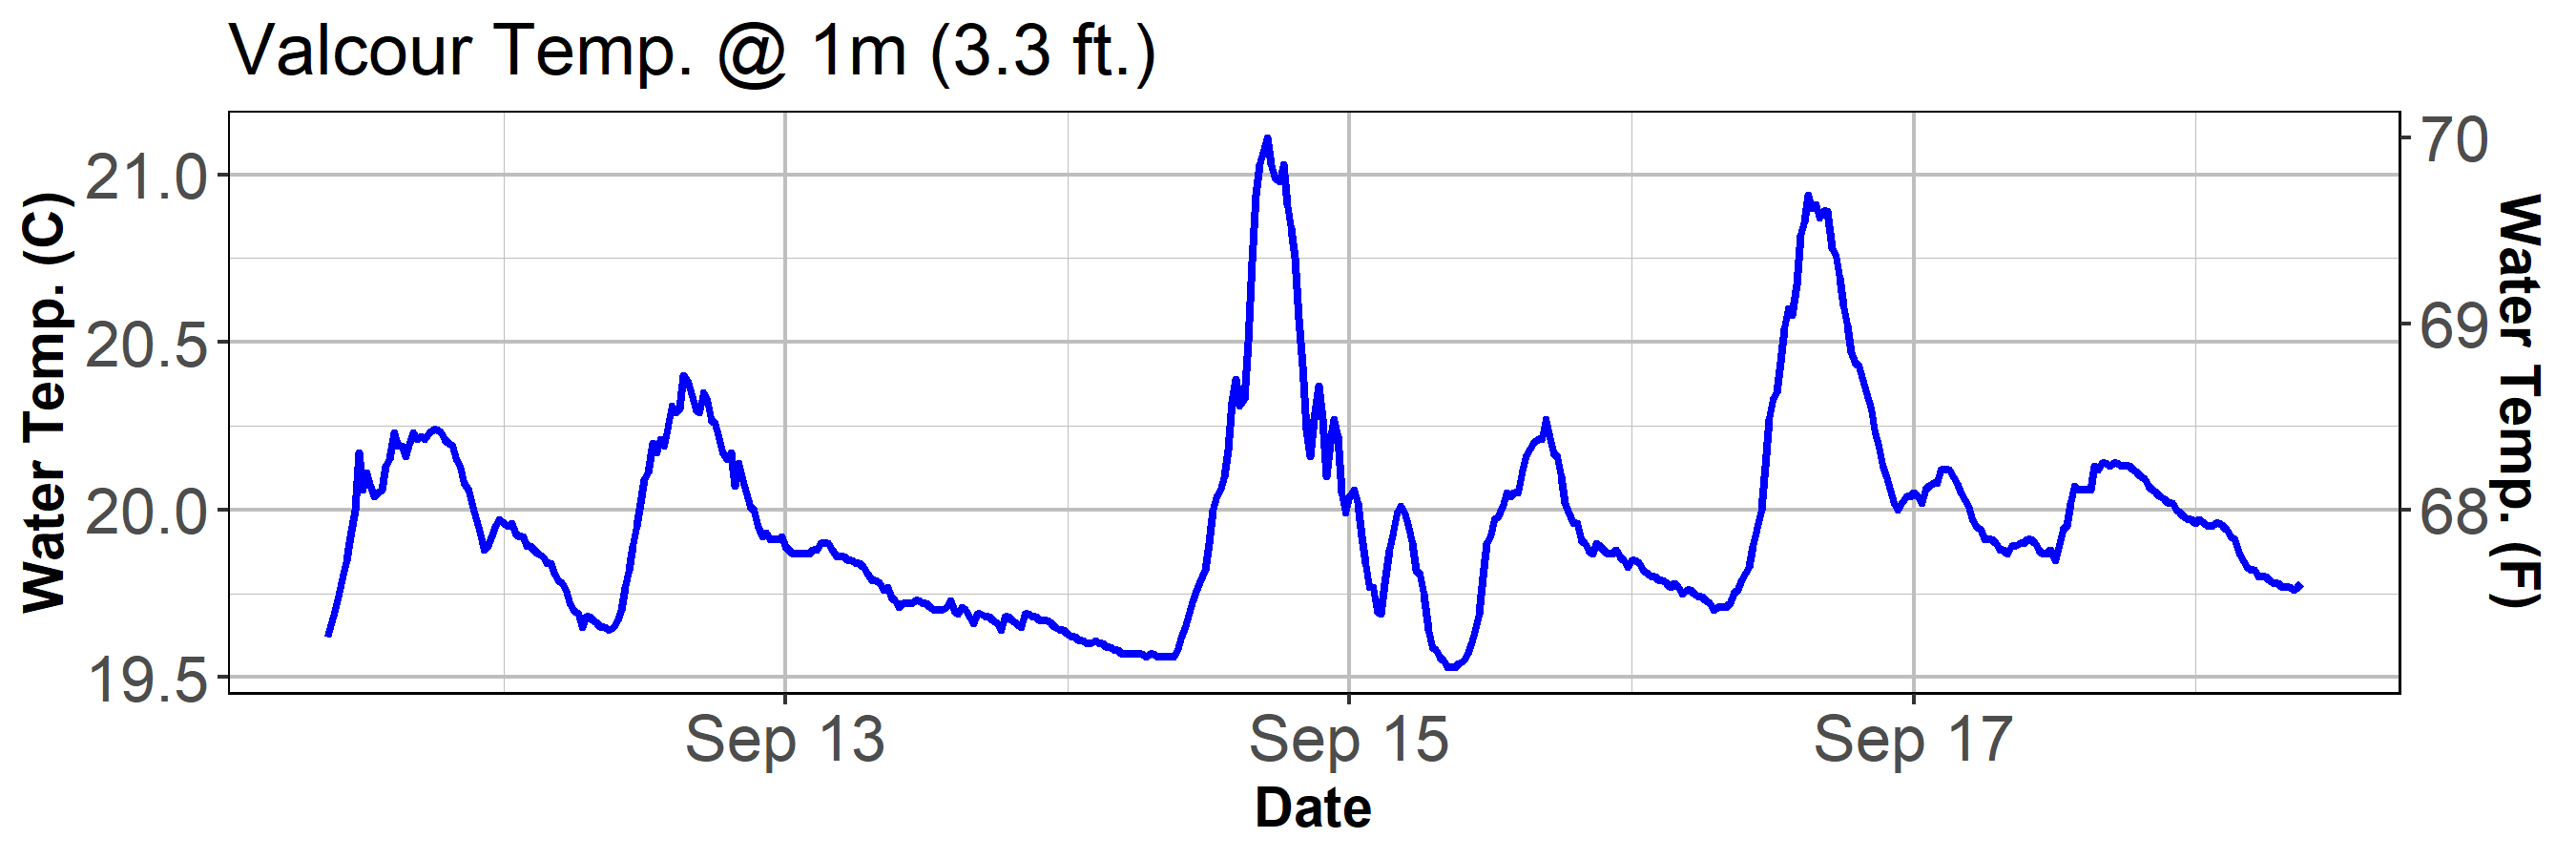 Valcour Temp. @ 1m (3.3 ft.)
Water Temp. (C)
21.0
20.5
20.0
19.5
70
69
68
Water Temp. (F)
Sep 13
Sep 15
Sep 17
Date